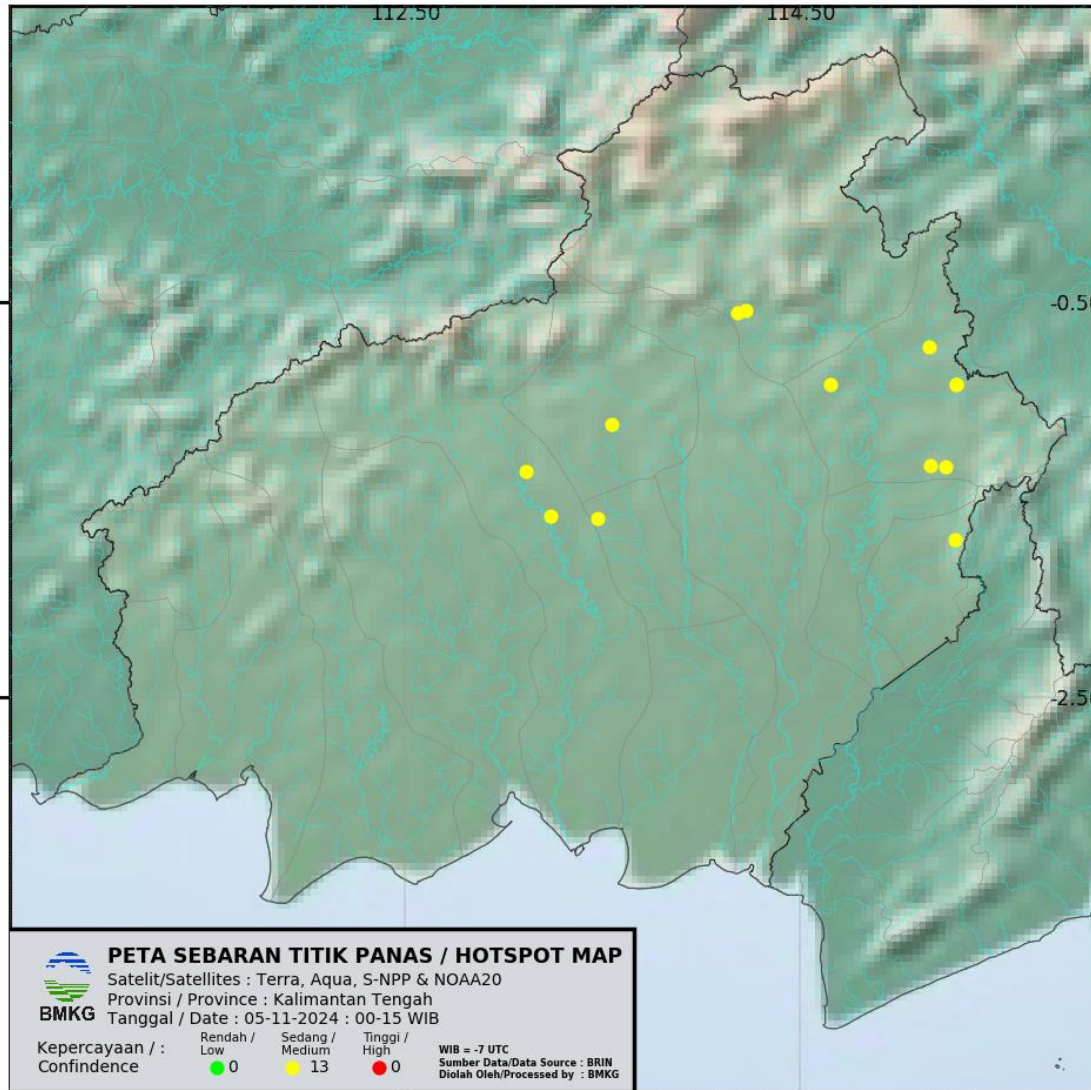 112.50
114.50
-0.50
-2.50
PETA SEBARAN TITIK PANAS / HOTSPOT MAP
Satelit/Satellites : Terra, Aqua, S-NPP & NOAA20
Provinsi / Province : Kalimantan Tengah
Tanggal / Date : 05-11-2024 : 00-15 WIB
BMKG
Kepercayaan / :
Confindence
Rendah /
Low
0
Sedang /
Medium
13
Tinggi /
High
0
WIB = -7 UTC
Sumber Data/Data Source : BRIN
Diolah Oleh/Processed by : BMKG